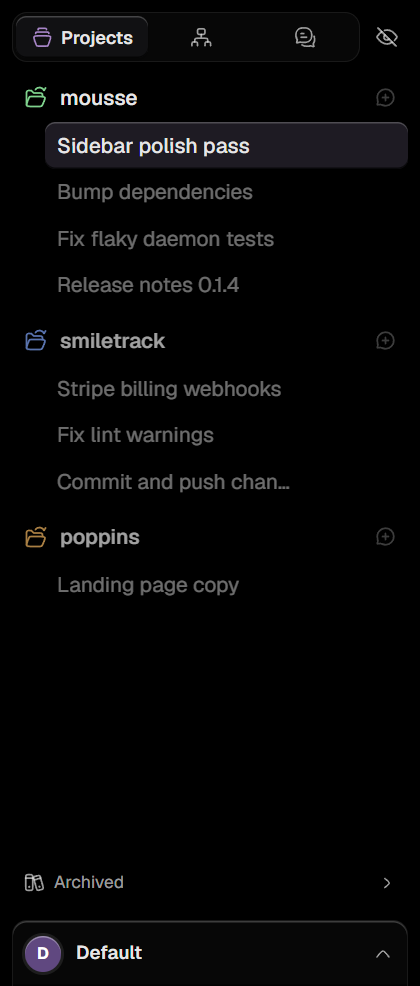 Projects
mousse
Sidebar polish pass
Bump dependencies
Fix flaky daemon tests
Release notes 0.1.4
smiletrack
Stripe billing webhooks
Fix lint warnings
Commit and push chan...
poppins
Landing page copy
Archived
D
Default